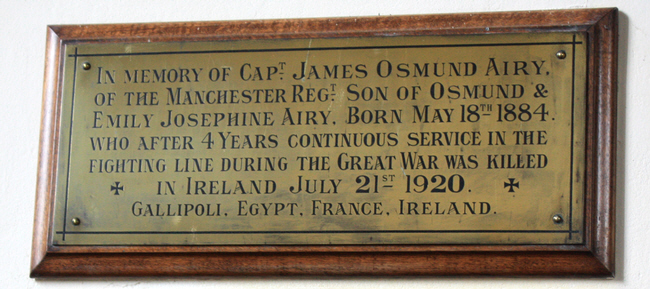 IN MEMORY OF CAPT. JAMES OSMUND AIRY,
OF THE MANCHESTER REGT. SON OF OSMUND &
EMILY JOSEPHINE AIRY. BORN MAY 18TH 1884.
WHO AFTER 4 YEARS CONTINUOUS SERVICE IN THE
FIGHTING LINE DURING THE GREAT WAR WAS KILLED
IN IRELAND JULY 21ST 1920.
GALLIPOLI, EGYPT, FRANCE, IRELAND.